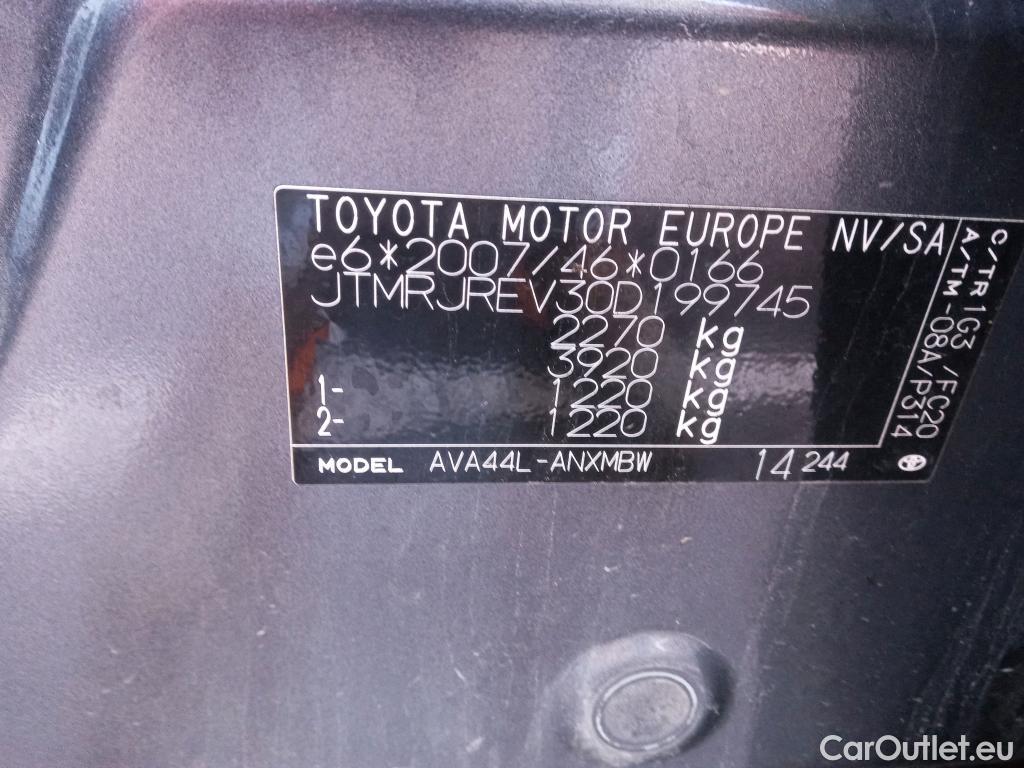 TOYOTA MOTOR EUROPE NV/SA
e6*2007/46*0166
JTMRJREV30D199745
2270 kg
3920 kg
1- 1220 kg
2- 1220 kg
C/TR 1G3 /FC20
A/TM -08A/P314
MODEL AVA44L-ANXMBW 14 244
CarOutlet.eu